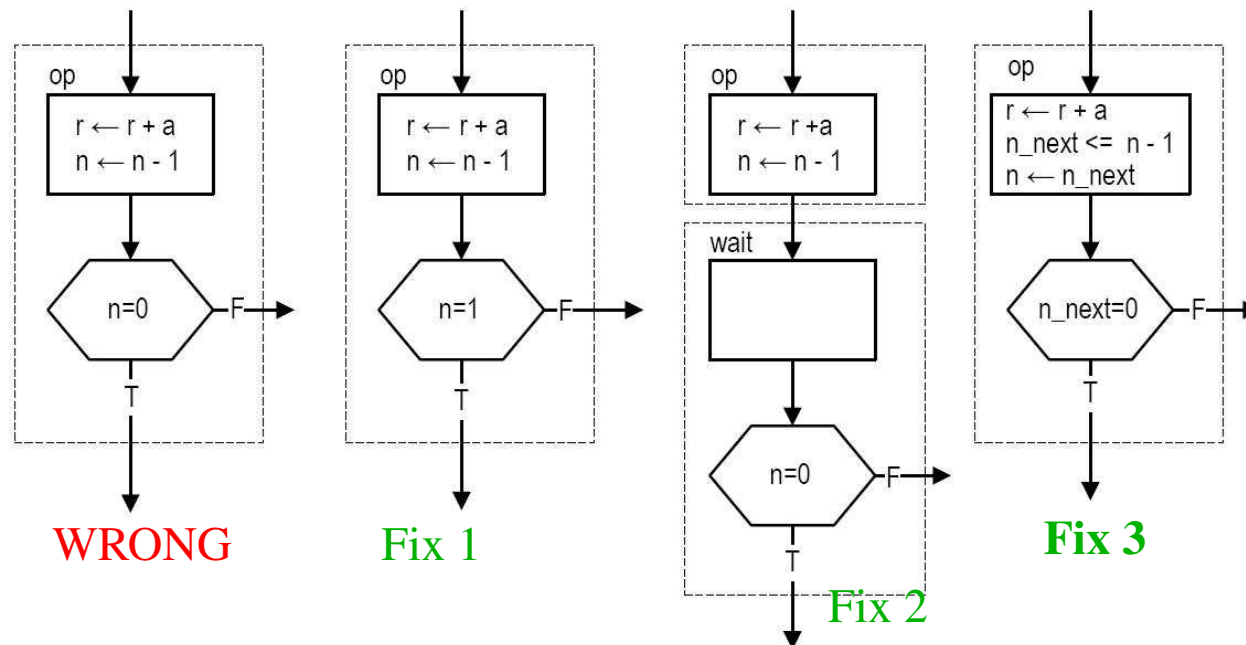 op
r ← r + a
n ← n - 1
n=0
F
T
WRONG
op
r ← r + a
n ← n - 1
n=1
F
T
Fix 1
op
r ← r +a
n ← n - 1
wait
n=0
F
T
Fix 2
op
r ← r + a
n_next <= n - 1
n ← n_next
n_next=0
F
T
Fix 3